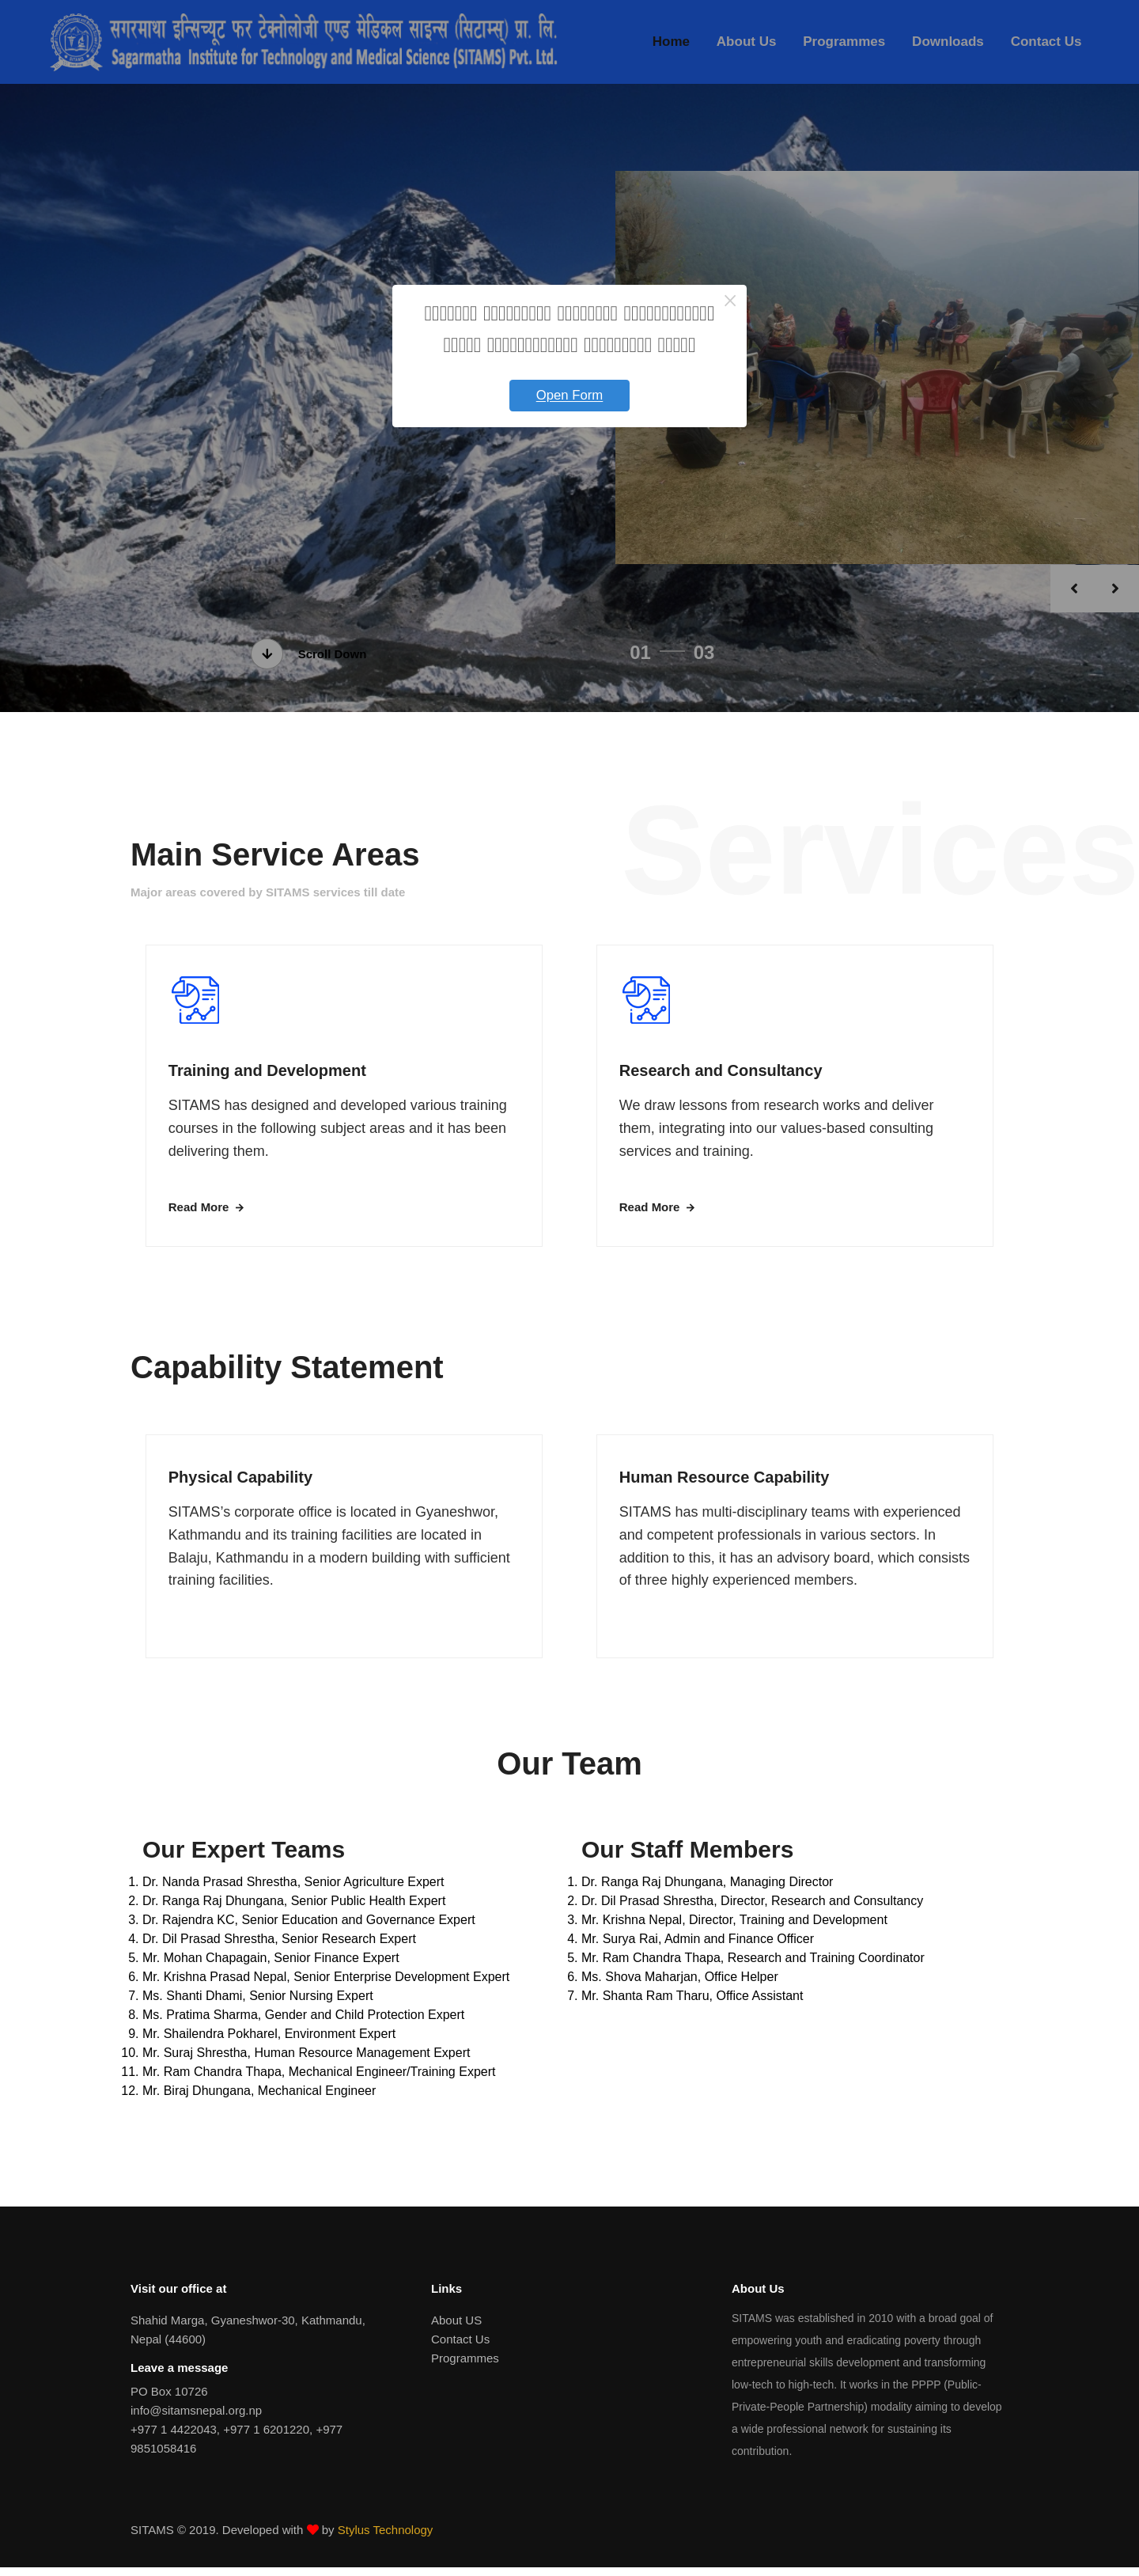 सगरमाथा इन्सिच्यूट फर टेक्नोलोजी एण्ड मेडिकल साइन्स (सिटाम्स) प्रा. लि.
Sagarmatha Institute for Technology and Medical Science (SITAMS) Pvt. Ltd.
Home About Us Programmes Downloads Contact Us
Open Form
Scroll Down
01 03
Services
Main Service Areas
Major areas covered by SITAMS services till date
Training and Development
SITAMS has designed and developed various training
courses in the following subject areas and it has been
delivering them.
Read More
Research and Consultancy
We draw lessons from research works and deliver
them, integrating into our values-based consulting
services and training.
Read More
Capability Statement
Physical Capability
SITAMS’s corporate office is located in Gyaneshwor,
Kathmandu and its training facilities are located in
Balaju, Kathmandu in a modern building with sufficient
training facilities.
Human Resource Capability
SITAMS has multi-disciplinary teams with experienced
and competent professionals in various sectors. In
addition to this, it has an advisory board, which consists
of three highly experienced members.
Our Team
Our Expert Teams
1. Dr. Nanda Prasad Shrestha, Senior Agriculture Expert
2. Dr. Ranga Raj Dhungana, Senior Public Health Expert
3. Dr. Rajendra KC, Senior Education and Governance Expert
4. Dr. Dil Prasad Shrestha, Senior Research Expert
5. Mr. Mohan Chapagain, Senior Finance Expert
6. Mr. Krishna Prasad Nepal, Senior Enterprise Development Expert
7. Ms. Shanti Dhami, Senior Nursing Expert
8. Ms. Pratima Sharma, Gender and Child Protection Expert
9. Mr. Shailendra Pokharel, Environment Expert
10. Mr. Suraj Shrestha, Human Resource Management Expert
11. Mr. Ram Chandra Thapa, Mechanical Engineer/Training Expert
12. Mr. Biraj Dhungana, Mechanical Engineer
Our Staff Members
1. Dr. Ranga Raj Dhungana, Managing Director
2. Dr. Dil Prasad Shrestha, Director, Research and Consultancy
3. Mr. Krishna Nepal, Director, Training and Development
4. Mr. Surya Rai, Admin and Finance Officer
5. Mr. Ram Chandra Thapa, Research and Training Coordinator
6. Ms. Shova Maharjan, Office Helper
7. Mr. Shanta Ram Tharu, Office Assistant
Visit our office at
Shahid Marga, Gyaneshwor-30, Kathmandu,
Nepal (44600)
Leave a message
PO Box 10726
info@sitamsnepal.org.np
+977 1 4422043, +977 1 6201220, +977
9851058416
Links
About US
Contact Us
Programmes
About Us
SITAMS was established in 2010 with a broad goal of
empowering youth and eradicating poverty through
entrepreneurial skills development and transforming
low-tech to high-tech. It works in the PPPP (Public-
Private-People Partnership) modality aiming to develop
a wide professional network for sustaining its
contribution.
SITAMS © 2019. Developed with by Stylus Technology